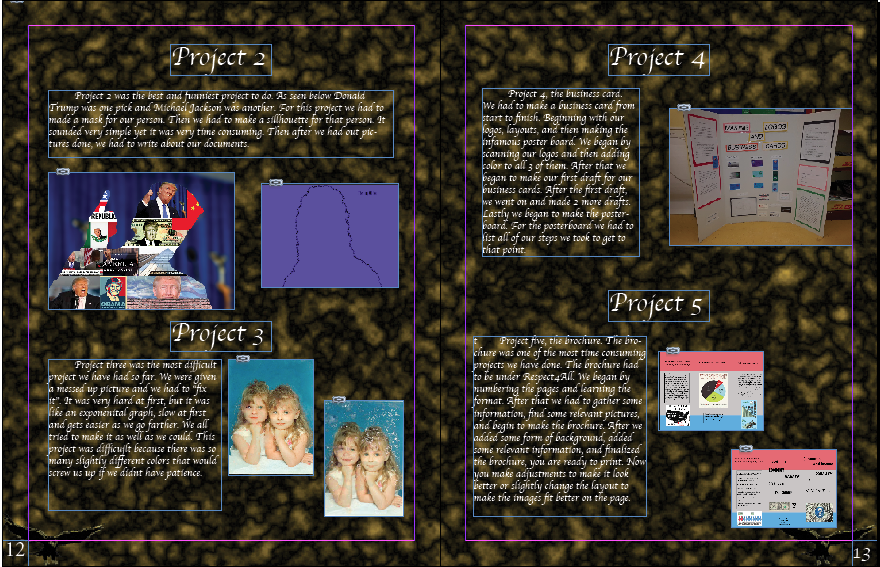 Project 2
Project 2 was the best and funniest project to do. As seen below Donald
Trump was one pick and Michael Jackson was another. For this project we had to
made a mask for our person. Then we had to make a sillhouette for that person. It
sounded very simple yet it was very time consuming. Then after we had out pic-
tures done, we had to write about our documents.
REPUBLIC
OBAMA
Project 3
Project three was the most difficult
project we have had so far. We were given
a messed up picture and we had to "fix
it". It was very hard at first, but it was
like an exponenital graph, slow at first
and gets easier as we go farther. We all
tried to make it as well as we could. This
project was difficult because there was so
many slightly different colors that would
screw us up if we didnt have patience.
12
Project 4
Project 4, the business card.
We had to make a business card from
start to finish. Beginning with our
logos, layouts, and then making the
infamous poster board. We began by
scanning our logos and then adding
color to all 3 of them. After that we
began to make our first draft for our
business cards. After the first draft,
we went on and made 2 more drafts.
Lastly we began to make the poster-
board. For the posterboard we had to
list all of our steps we took to get to
that point.
LOGOS
AND
BUSINESS CARDS
Project 5
t Project five, the brochure. The bro-
chure was one of the most time consuming
projects we have done. The brochure had
to be under Respect4All. We began by
numbering the pages and learning the
format. After that we had to gather some
information, find some relevant pictures,
and begin to make the brochure. After we
added some form of background, added
some relevant information, and finalized
the brochure, you are ready to print. Now
you make adjustments to make it look
better or slightly change the layout to
make the images fit better on the page.
13